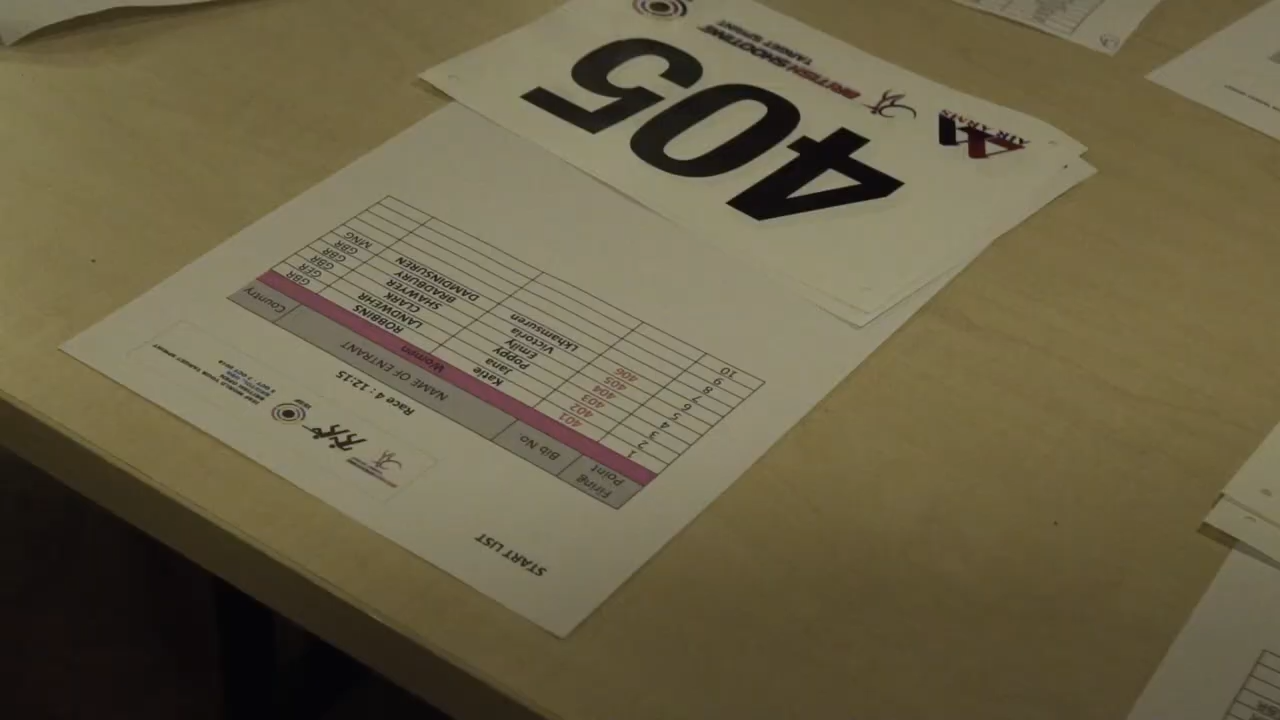 START LIST
Race 4 : 12:15
Firing Point Bib No. NAME OF ENTRANT Country
Women
1 401 Katie ROBBINS GBR
2 402 Jana LANDWEHR GER
3 403 Poppy CLARK GBR
4 404 Emily SHAWYER GBR
5 405 Victoria BRADBURY GBR
6 406 Lkhamsuren DAMDINSUREN MNG
7
8
9
10
405
BRITISH SHOOTING
TARGET SPRINT
AIR ARMS